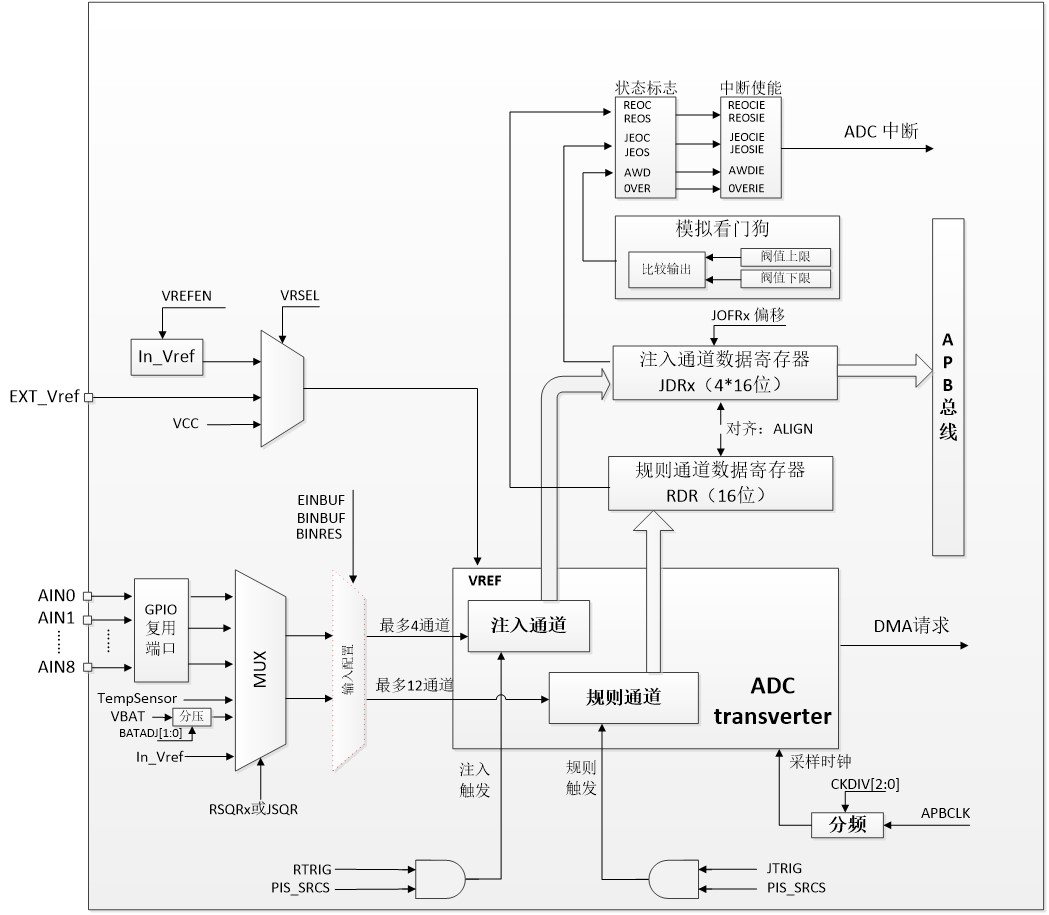 状态标志
中断使能
REOC
REOS
JEOC
JEOS
AWD
0VER
REOCIE
REOSIE
JEOCIE
JEOSIE
AWDIE
0VERIE
ADC 中断
模拟看门狗
比较输出
阀值上限
阀值下限
VREFEN
VRSEL
In_Vref
EXT_Vref
VCC
JOFRx 偏移
注入通道数据寄存器
JDRx（4*16位）
对齐：ALIGN
规则通道数据寄存器
RDR（16位）
A
P
B
总
线
EINBUF
BINBUF
BINRES
AIN0
AIN1
AIN8
GPIO
复用
端口
TempSensor
VBAT
分压
BATADJ[1:0]
In_Vref
MUX
输入配置
RSQRx或JSQR
最多4通道
最多12通道
VREF
注入通道
规则通道
ADC
transverter
DMA请求
注入
触发
规则
触发
采样时钟
CKDIV[2:0]
分频
APBCLK
RTRIG
PIS_SRCS
JTRIG
PIS_SRCS